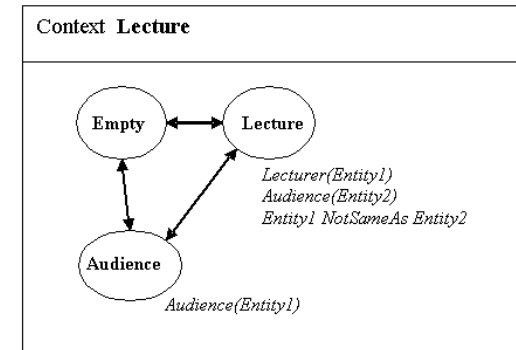 Context Lecture
Empty
Lecture
Lecturer(Entity1)
Audience(Entity2)
Entity1 NotSameAs Entity2
Audience
Audience(Entity1)